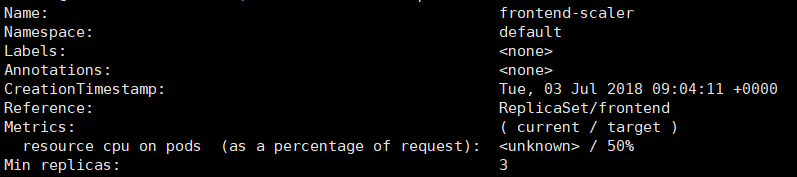 Name: frontend-scaler
Namespace: default
Labels: <none>
Annotations: <none>
CreationTimestamp: Tue, 03 Jul 2018 09:04:11 +0000
Reference: ReplicaSet/frontend
Metrics: ( current / target )
resource cpu on pods (as a percentage of request): <unknown> / 50%
Min replicas: 3